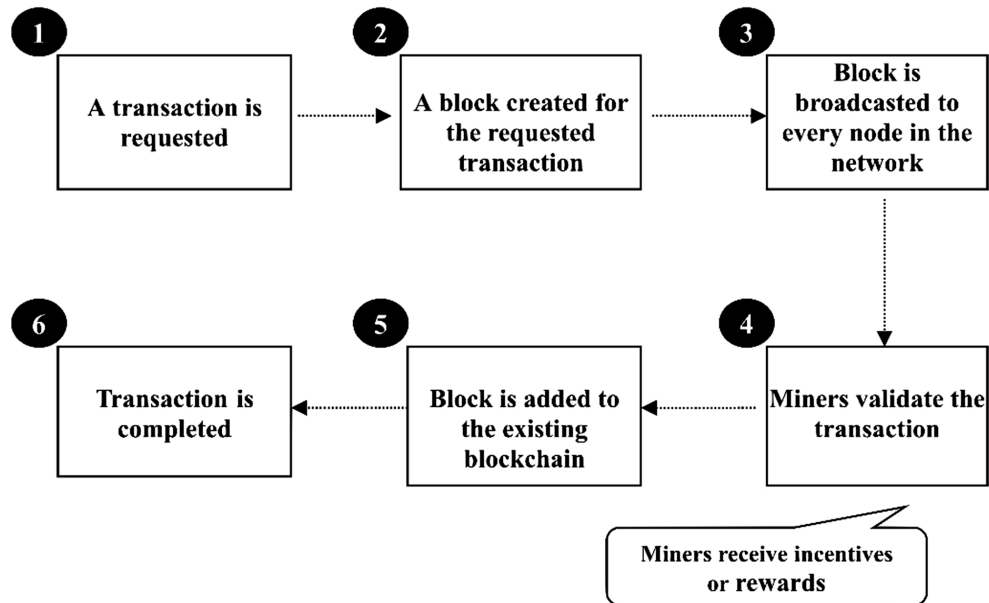 1
A transaction is
requested
2
A block created for
the requested
transaction
3
Block is
broadcasted to
every node in the
network
4
Miners validate the
transaction
Miners receive incentives
or rewards
5
Block is added to
the existing
blockchain
6
Transaction is
completed